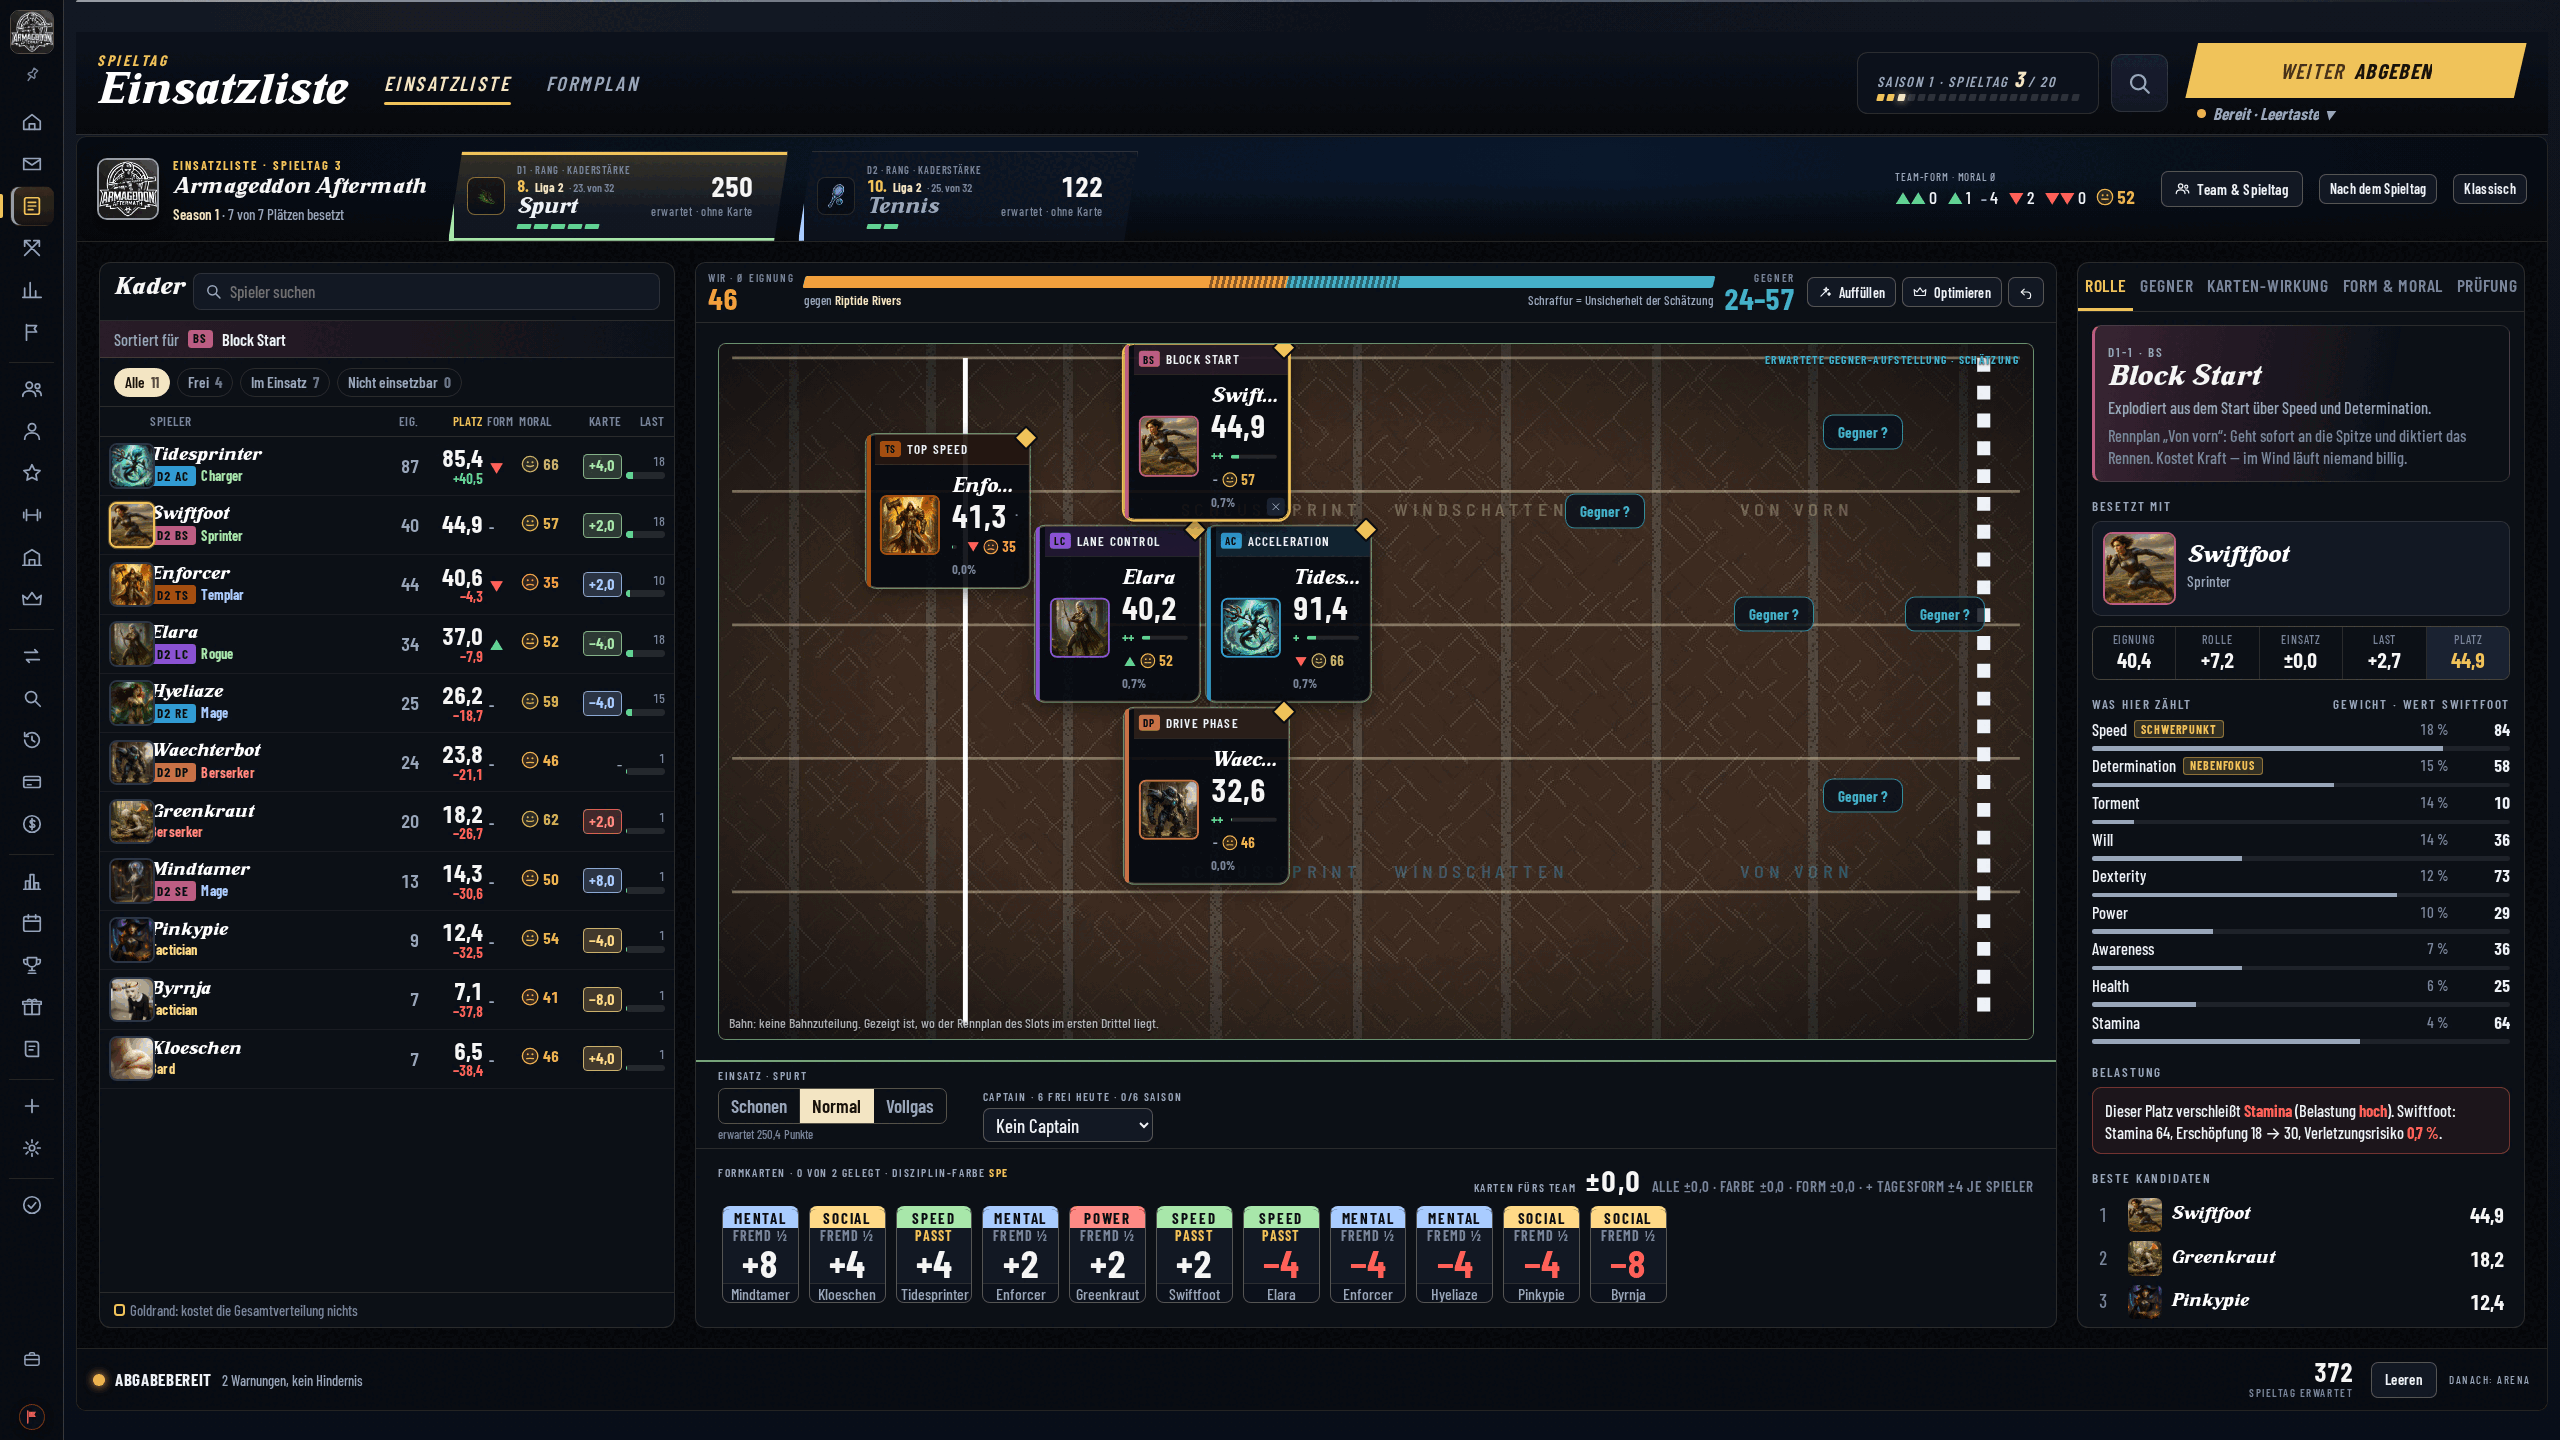 SPIELTAG
Einsatzliste
EINSATZLISTE
FORMPLAN
SAISON 1 · SPIELTAG 3 / 20
WEITER ABGEBEN
Bereit · Leertaste ▼
EINSATZLISTE · SPIELTAG 3
Armageddon Aftermath
Season 1 · 7 von 7 Plätzen besetzt
D1 · RANG · KADERSTÄRKE
8. Liga 2 · 23. von 32
Spurt
250
erwartet · ohne Karte
D2 · RANG · KADERSTÄRKE
10. Liga 2 · 25. von 32
Tennis
122
erwartet · ohne Karte
TEAM-FORM · MORAL Ø
▲▲ 0 ▲ 1 – 4 ▼ 2 ▼▼ 0 52
Team & Spieltag
Nach dem Spieltag
Klassisch
Kader
Spieler suchen
Sortiert für BS Block Start
Alle 11
Frei 4
Im Einsatz 7
Nicht einsetzbar 0
SPIELER EIG. PLATZ FORM MORAL KARTE LAST
Tidesprinter
D2 AC Charger
87 85,4 +40,5 ▼ 66 +4,0 18
Swiftfoot
D2 BS Sprinter
40 44,9 – 57 +2,0 18
Enforcer
D2 TS Templar
44 40,6 −4,3 ▼ 35 +2,0 10
Elara
D2 LC Rogue
34 37,0 −7,9 ▲ 52 −4,0 18
Hyeliaze
D2 RE Mage
25 26,2 −18,7 – 59 −4,0 15
Waechterbot
D2 DP Berserker
24 23,8 −21,1 – 46 – 1
Greenkraut
erserker
20 18,2 −26,7 – 62 +2,0 1
Mindtamer
D2 SE Mage
13 14,3 −30,6 – 50 +8,0 1
Pinkypie
actician
9 12,4 −32,5 – 54 −4,0 1
Byrnja
actician
7 7,1 −37,8 – 41 −8,0 1
Kloeschen
ard
7 6,5 −38,4 – 46 +4,0 1
Goldrand: kostet die Gesamtverteilung nichts
WIR · Ø EIGNUNG
46
gegen Riptide Rivers
Schraffur = Unsicherheit der Schätzung
GEGNER
24–57
Auffüllen
Optimieren
ERWARTETE GEGNER-AUFSTELLUNG · SCHÄTZUNG
BS BLOCK START
Swift...
44,9
++
– 57
0,7%
TS TOP SPEED
Enfo...
41,3
▼ 35
0,0%
LC LANE CONTROL
Elara
40,2
++
▲ 52
0,7%
AC ACCELERATION
Tides...
91,4
+
▼ 66
0,7%
DP DRIVE PHASE
Waec...
32,6
++
– 46
0,0%
Gegner ?
Gegner ?
Gegner ?
Gegner ?
Gegner ?
PRINT WINDSCHATTEN VON VORN
PRINT WINDSCHATTEN VON VORN
Bahn: keine Bahnzuteilung. Gezeigt ist, wo der Rennplan des Slots im ersten Drittel liegt.
EINSATZ · SPURT
Schonen Normal Vollgas
erwartet 250,4 Punkte
CAPTAIN · 6 FREI HEUTE · 0/6 SAISON
Kein Captain
FORMKARTEN · 0 VON 2 GELEGT · DISZIPLIN-FARBE SPE
KARTEN FÜRS TEAM ±0,0 ALLE ±0,0 · FARBE ±0,0 · FORM ±0,0 · + TAGESFORM ±4 JE SPIELER
MENTAL FREMD ½ +8 Mindtamer
SOCIAL FREMD ½ +4 Kloeschen
SPEED PASST +4 Tidesprinter
MENTAL FREMD ½ +2 Enforcer
POWER FREMD ½ +2 Greenkraut
SPEED PASST +2 Swiftfoot
SPEED PASST −4 Elara
MENTAL FREMD ½ −4 Enforcer
MENTAL FREMD ½ −4 Hyeliaze
SOCIAL FREMD ½ −4 Pinkypie
SOCIAL FREMD ½ −8 Byrnja
ROLLE GEGNER KARTEN-WIRKUNG FORM & MORAL PRÜFUNG
D1-1 · BS
Block Start
Explodiert aus dem Start über Speed und Determination.
Rennplan „Von vorn“: Geht sofort an die Spitze und diktiert das
Rennen. Kostet Kraft — im Wind läuft niemand billig.
BESETZT MIT
Swiftfoot
Sprinter
EIGNUNG 40,4
ROLLE +7,2
EINSATZ ±0,0
LAST +2,7
PLATZ 44,9
WAS HIER ZÄHLT
GEWICHT · WERT SWIFTFOOT
Speed SCHWERPUNKT 18 % 84
Determination NEBENFOKUS 15 % 58
Torment 14 % 10
Will 14 % 36
Dexterity 12 % 73
Power 10 % 29
Awareness 7 % 36
Health 6 % 25
Stamina 4 % 64
BELASTUNG
Dieser Platz verschleißt Stamina (Belastung hoch). Swiftfoot:
Stamina 64, Erschöpfung 18 → 30, Verletzungsrisiko 0,7 %.
BESTE KANDIDATEN
1 Swiftfoot 44,9
2 Greenkraut 18,2
3 Pinkypie 12,4
ABGABEBEREIT 2 Warnungen, kein Hindernis
372
SPIELTAG ERWARTET
Leeren
DANACH: ARENA